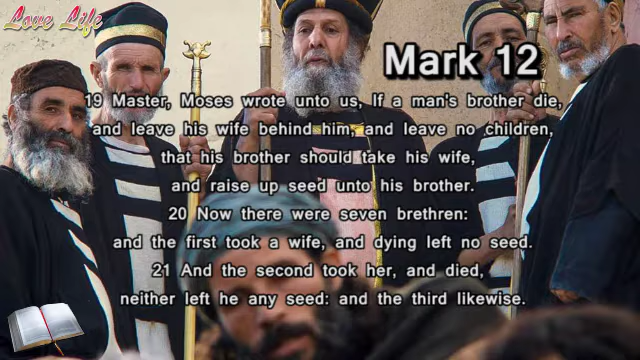 Love Life
Mark 12
19 Master, Moses wrote unto us, If a man's brother die,
and leave his wife behind him, and leave no children,
that his brother should take his wife,
and raise up seed unto his brother.
20 Now there were seven brethren:
and the first took a wife, and dying left no seed.
21 And the second took her, and died,
neither left he any seed: and the third likewise.